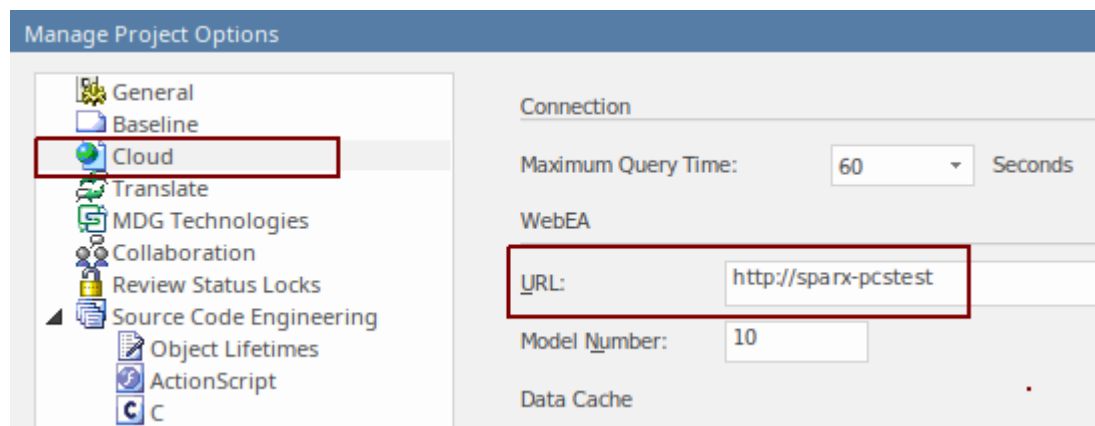 Manage Project Options
General
Baseline
Cloud
Translate
MDG Technologies
Collaboration
Review Status Locks
Source Code Engineering
Object Lifetimes
ActionScript
C
Connection
Maximum Query Time: 60 Seconds
WebEA
URL: http://sparx-pcstest
Model Number: 10
Data Cache